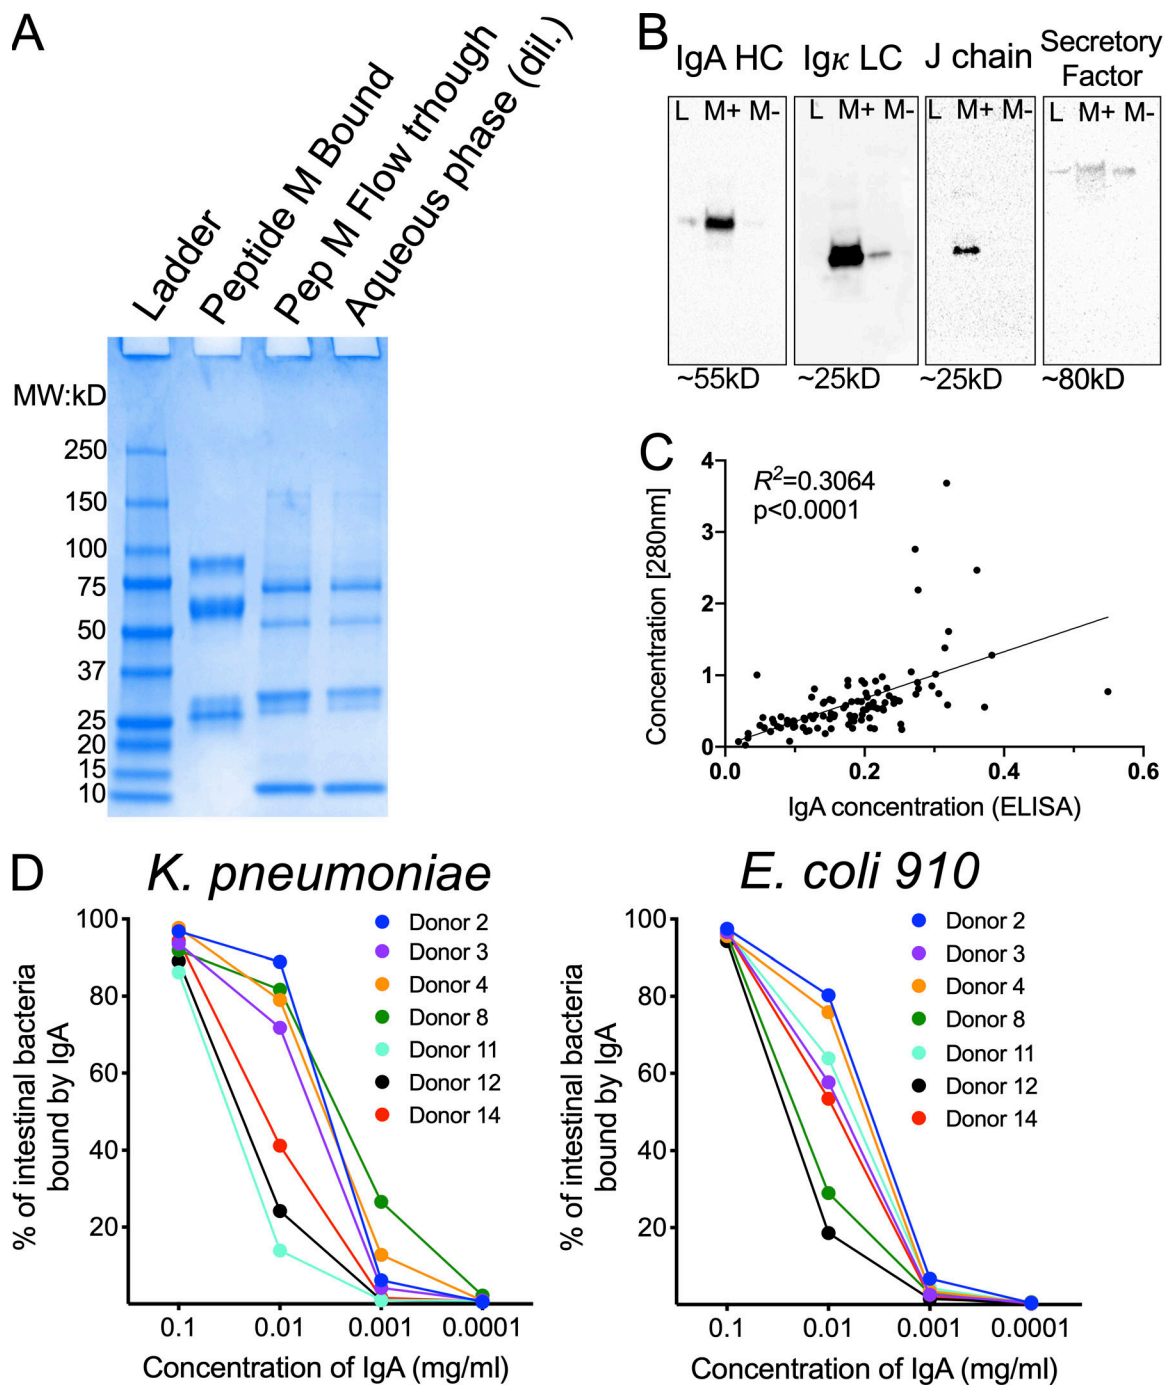 A
Ladder
Peptide M Bound
Pep M Flow trhough
Aqueous phase (dil.)
MW:kD
250
150
100
75
50
37
25
20
15
10
B
IgA HC
Igκ LC
J chain
Secretory
Factor
L M+ M-
L M+ M-
L M+ M-
L M+ M-
~55kD
~25kD
~25kD
~80kD
C
Concentration [280nm]
4
3
2
1
0
R²=0.3064
p<0.0001
0.0 0.2 0.4 0.6
IgA concentration (ELISA)
D
K. pneumoniae
% of intestinal bacteria
bound by IgA
100
80
60
40
20
Donor 2
Donor 3
Donor 4
Donor 8
Donor 11
Donor 12
Donor 14
0.1 0.01 0.001 0.0001
Concentration of IgA (mg/ml)
E. coli 910
% of intestinal bacteria
bound by IgA
100
80
60
40
20
Donor 2
Donor 3
Donor 4
Donor 8
Donor 11
Donor 12
Donor 14
0.1 0.01 0.001 0.0001
Concentration of IgA (mg/ml)